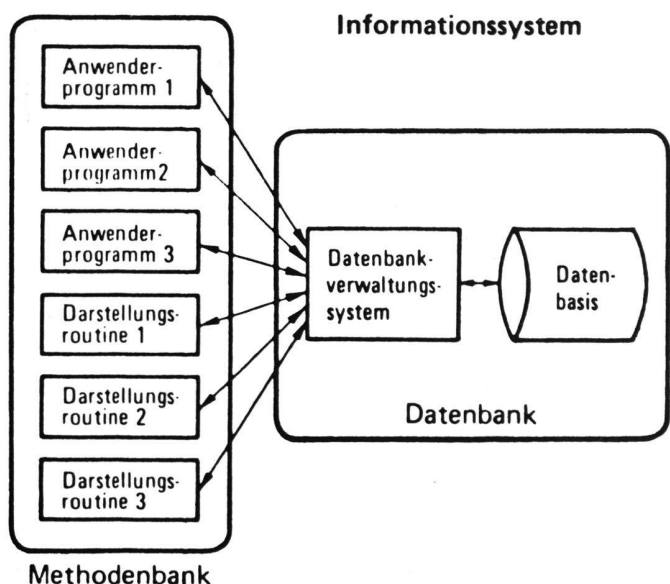 Informationssystem
Anwender-
programm 1
Anwender-
programm2
Anwender-
programm 3
Darstellungs-
routine 1
Darstellungs-
routine 2
Darstellungs-
routine 3
Methodenbank
Datenbank-
verwaltungs-
system
Daten-
basis
Datenbank